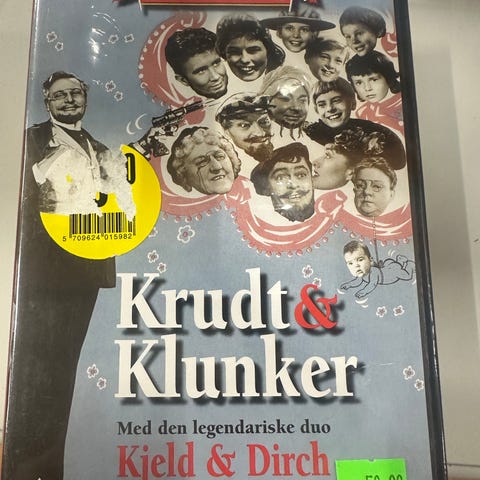 5 709624 015982
Krudt &
Klunker
Med den legendariske duo
Kjeld & Dirch